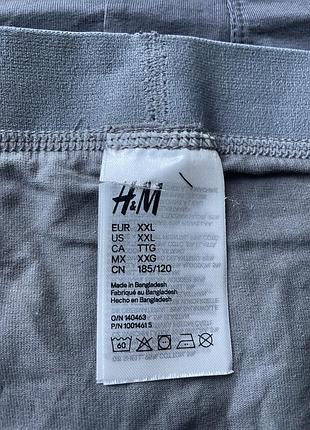 H&M
EUR XXL
US XXL
CA TTG
MX XXG
CN 185/120
Made in Bangladesh
Fabriqué au Bangladesh
Hecho en Bangladesh
O/N 140463
P/N 10014615
60